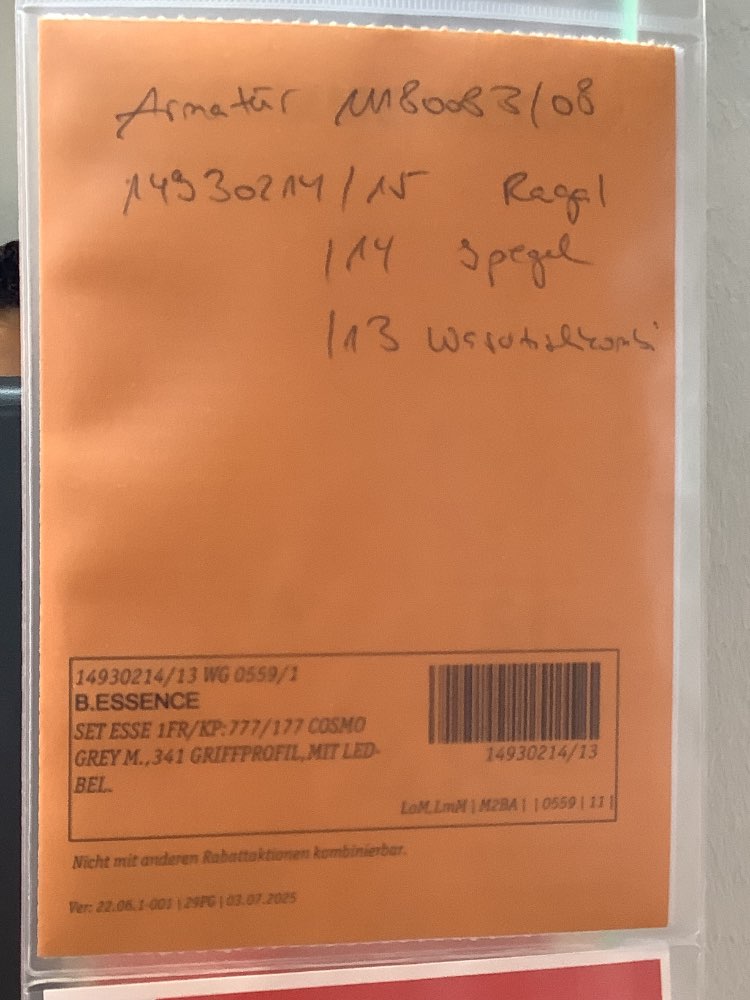 Armatur 11180083/08
14930214/15 Regal
/14 Spegel
/13 Waschtischkombi
14930214/13 WG 0559/1
B.ESSENCE
SET ESSE 1FR/KP:777/177 COSMO
GREY M.,341 GRIFFPROFIL,MIT LED-
BEL.
14930214/13
LoM,LmM | M2BA | | 0559 | 11 |
Nicht mit anderen Rabattaktionen kombinierbar.
Ver: 22.06.1-001 | 29PG | 03.07.2025